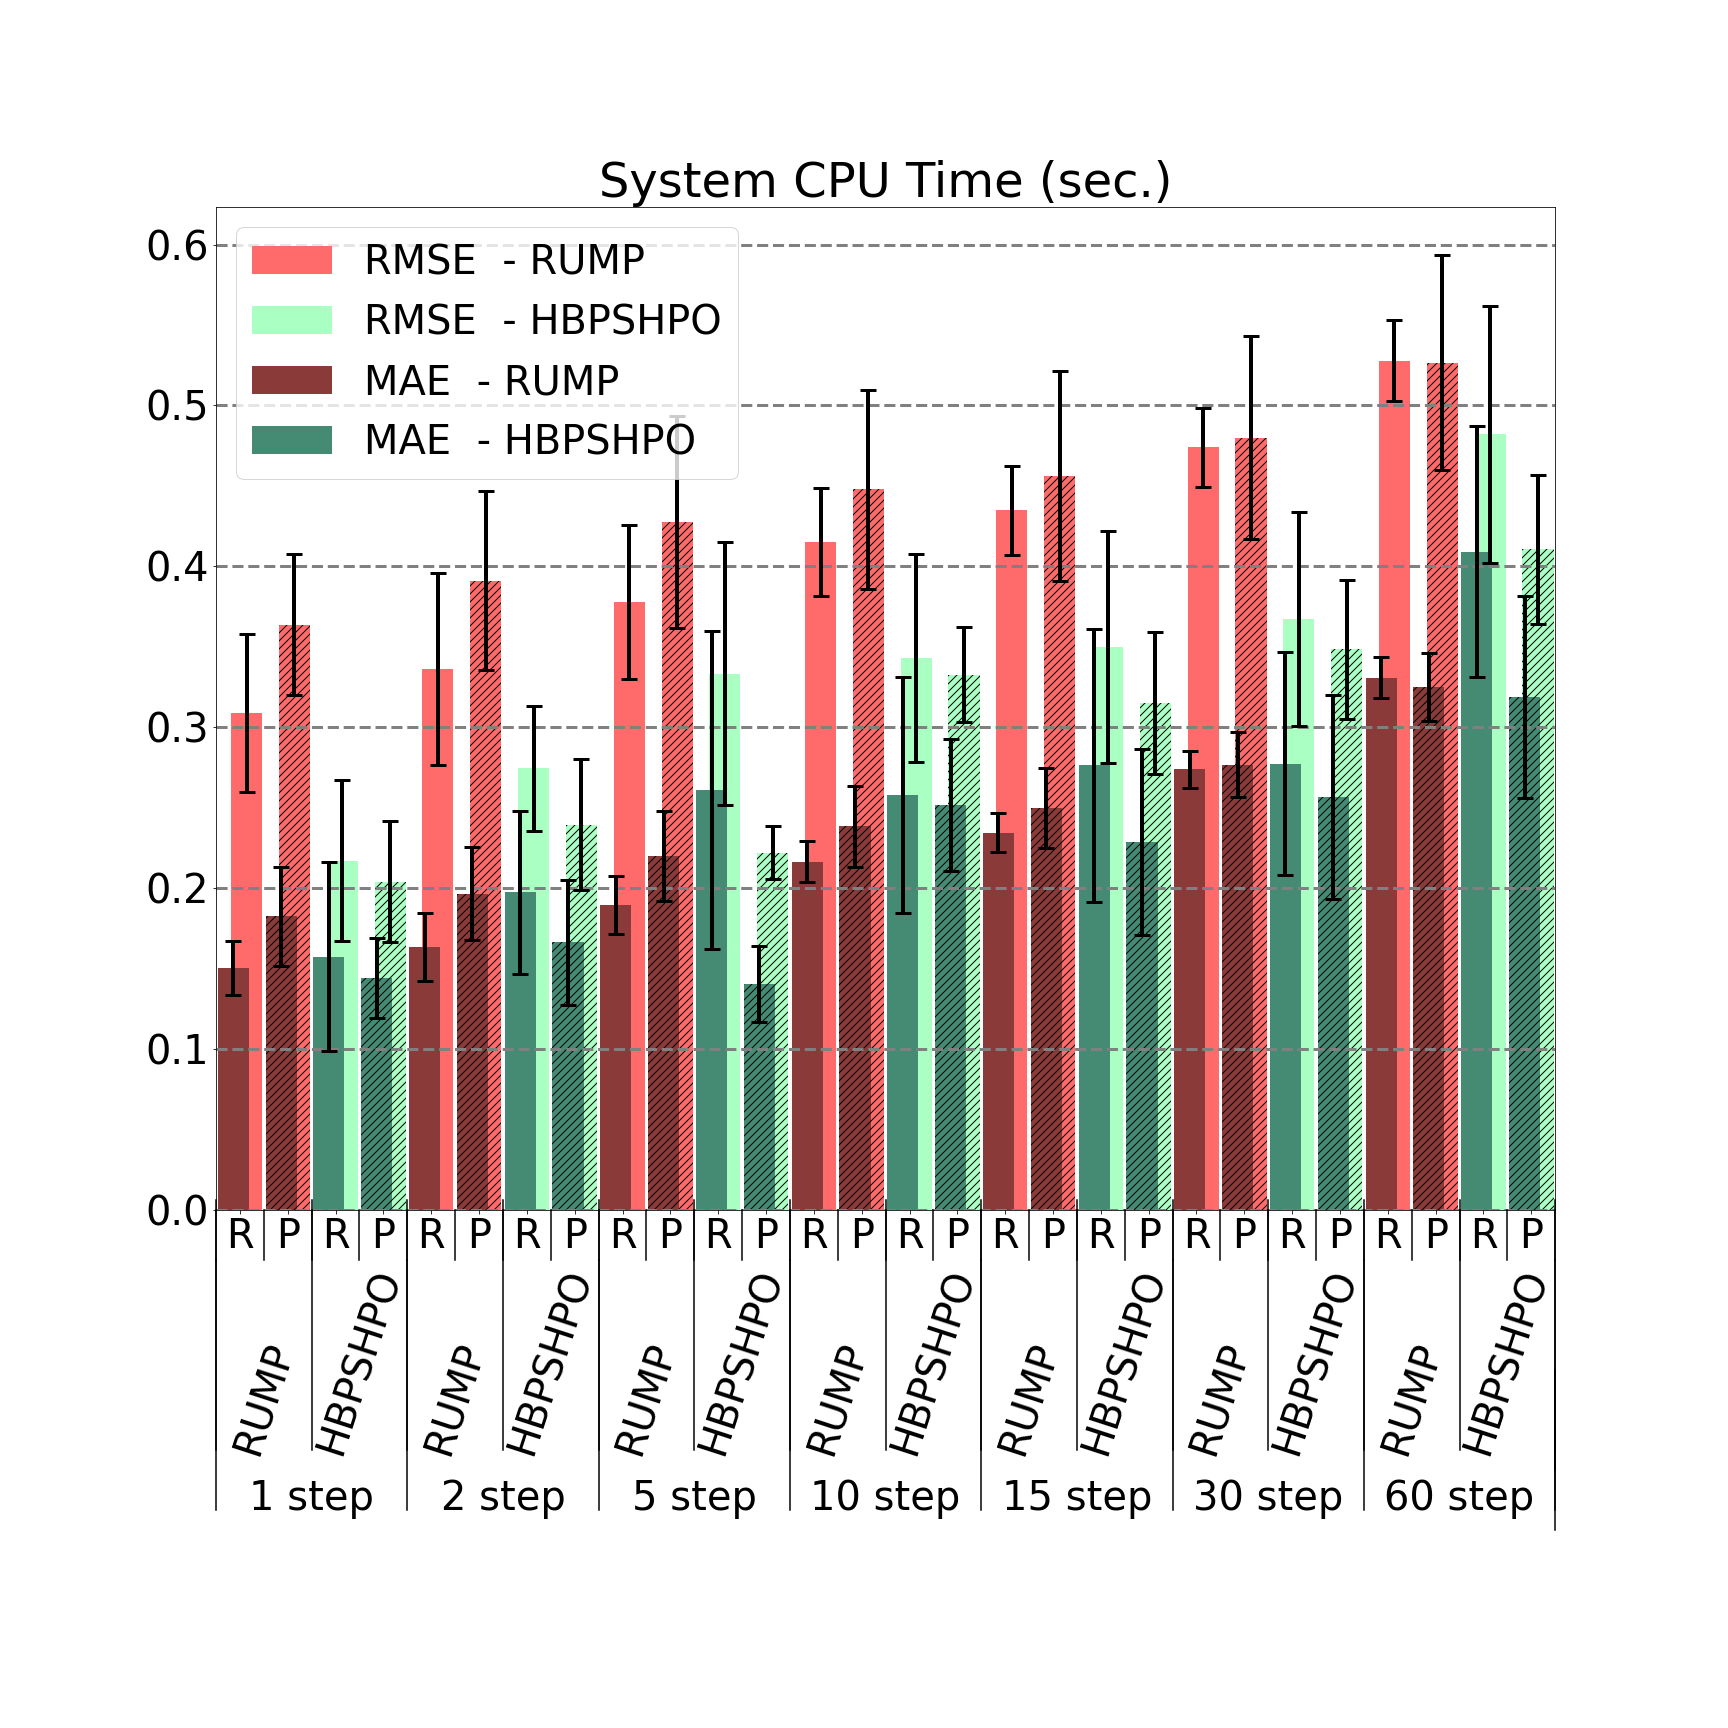 System CPU Time (sec.)
RMSE - RUMP
RMSE - HBPSHPO
MAE - RUMP
MAE - HBPSHPO
0.6
0.5
0.4
0.3
0.2
0.1
0.0
R P R P R P R P R P R P R P R P R P R P R P R P R P R P
RUMP HBPSHPO RUMP HBPSHPO RUMP HBPSHPO RUMP HBPSHPO RUMP HBPSHPO RUMP HBPSHPO RUMP HBPSHPO
1 step 2 step 5 step 10 step 15 step 30 step 60 step